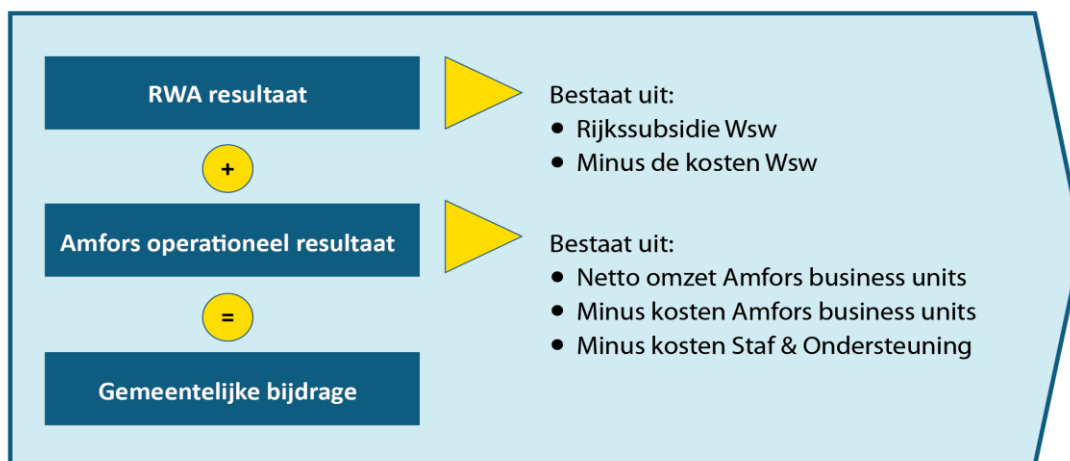 RWA resultaat
Bestaat uit:
• Rijkssubsidie Wsw
• Minus de kosten Wsw
+
Amfors operationeel resultaat
Bestaat uit:
• Netto omzet Amfors business units
• Minus kosten Amfors business units
• Minus kosten Staf & Ondersteuning
=
Gemeentelijke bijdrage